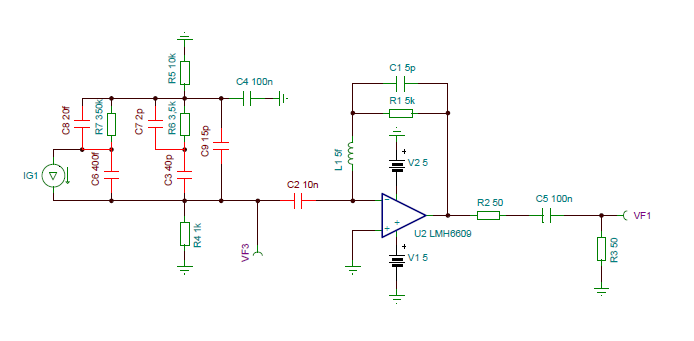 R5 10k
C4 100n
C8 20f
R7 350k
C7 2p
R6 3,5k
C9 15p
IG1
C6 400f
C3 40p
R4 1k
VF3
C2 10n
C1 5p
R1 5k
L1 5f
V2 5
U2 LMH6609
V1 5
R2 50
C5 100n
VF1
R3 50